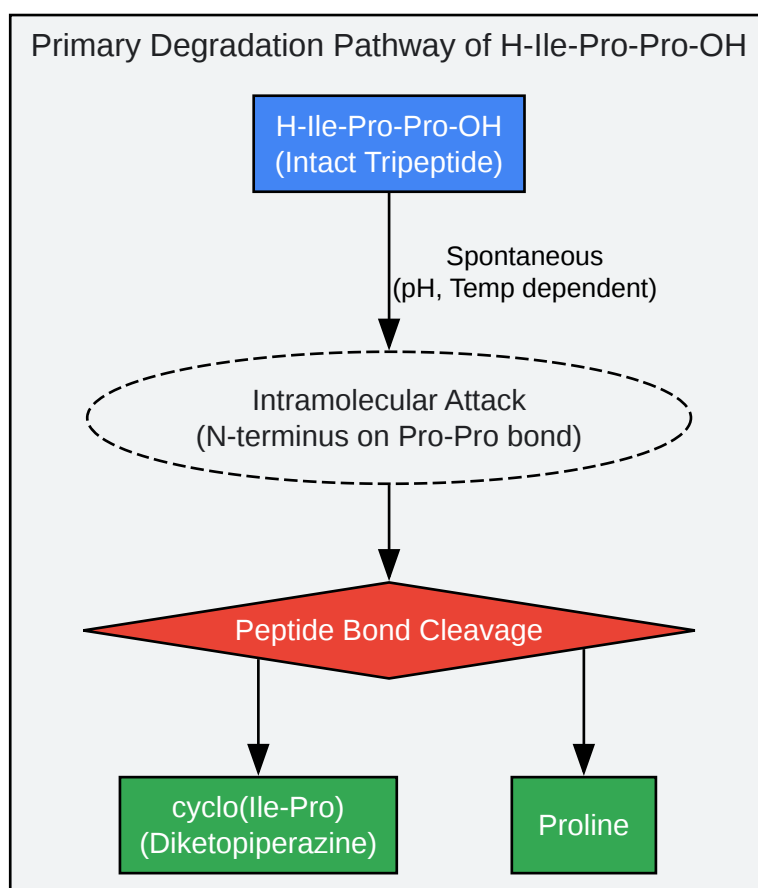 Primary Degradation Pathway of H-Ile-Pro-Pro-OH
H-Ile-Pro-Pro-OH
(Intact Tripeptide)
Spontaneous
(pH, Temp dependent)
Intramolecular Attack
(N-terminus on Pro-Pro bond)
Peptide Bond Cleavage
cyclo(Ile-Pro)
(Diketopiperazine)
Proline